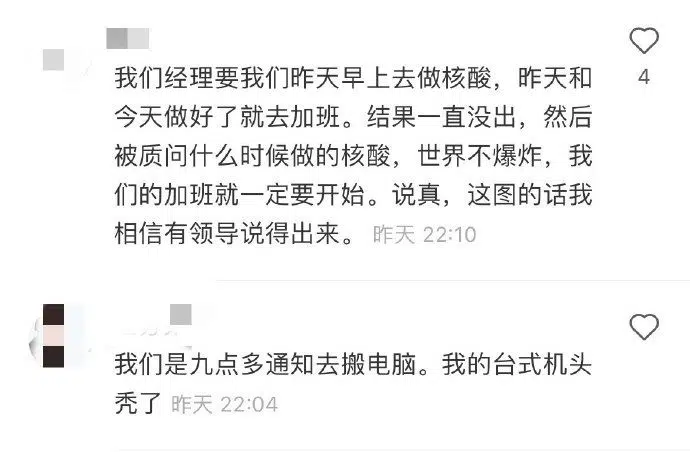 我们经理要我们昨天早上去做核酸，昨天和
4
今天做好了就去加班。结果一直没出，然后
被质问什么时候做的核酸，世界不爆炸，我
们的加班就一定要开始。说真，这图的话我
相信有领导说得出来。 昨天 22:10
我们是九点多通知去搬电脑。我的台式机头
秃了 昨天 22:04